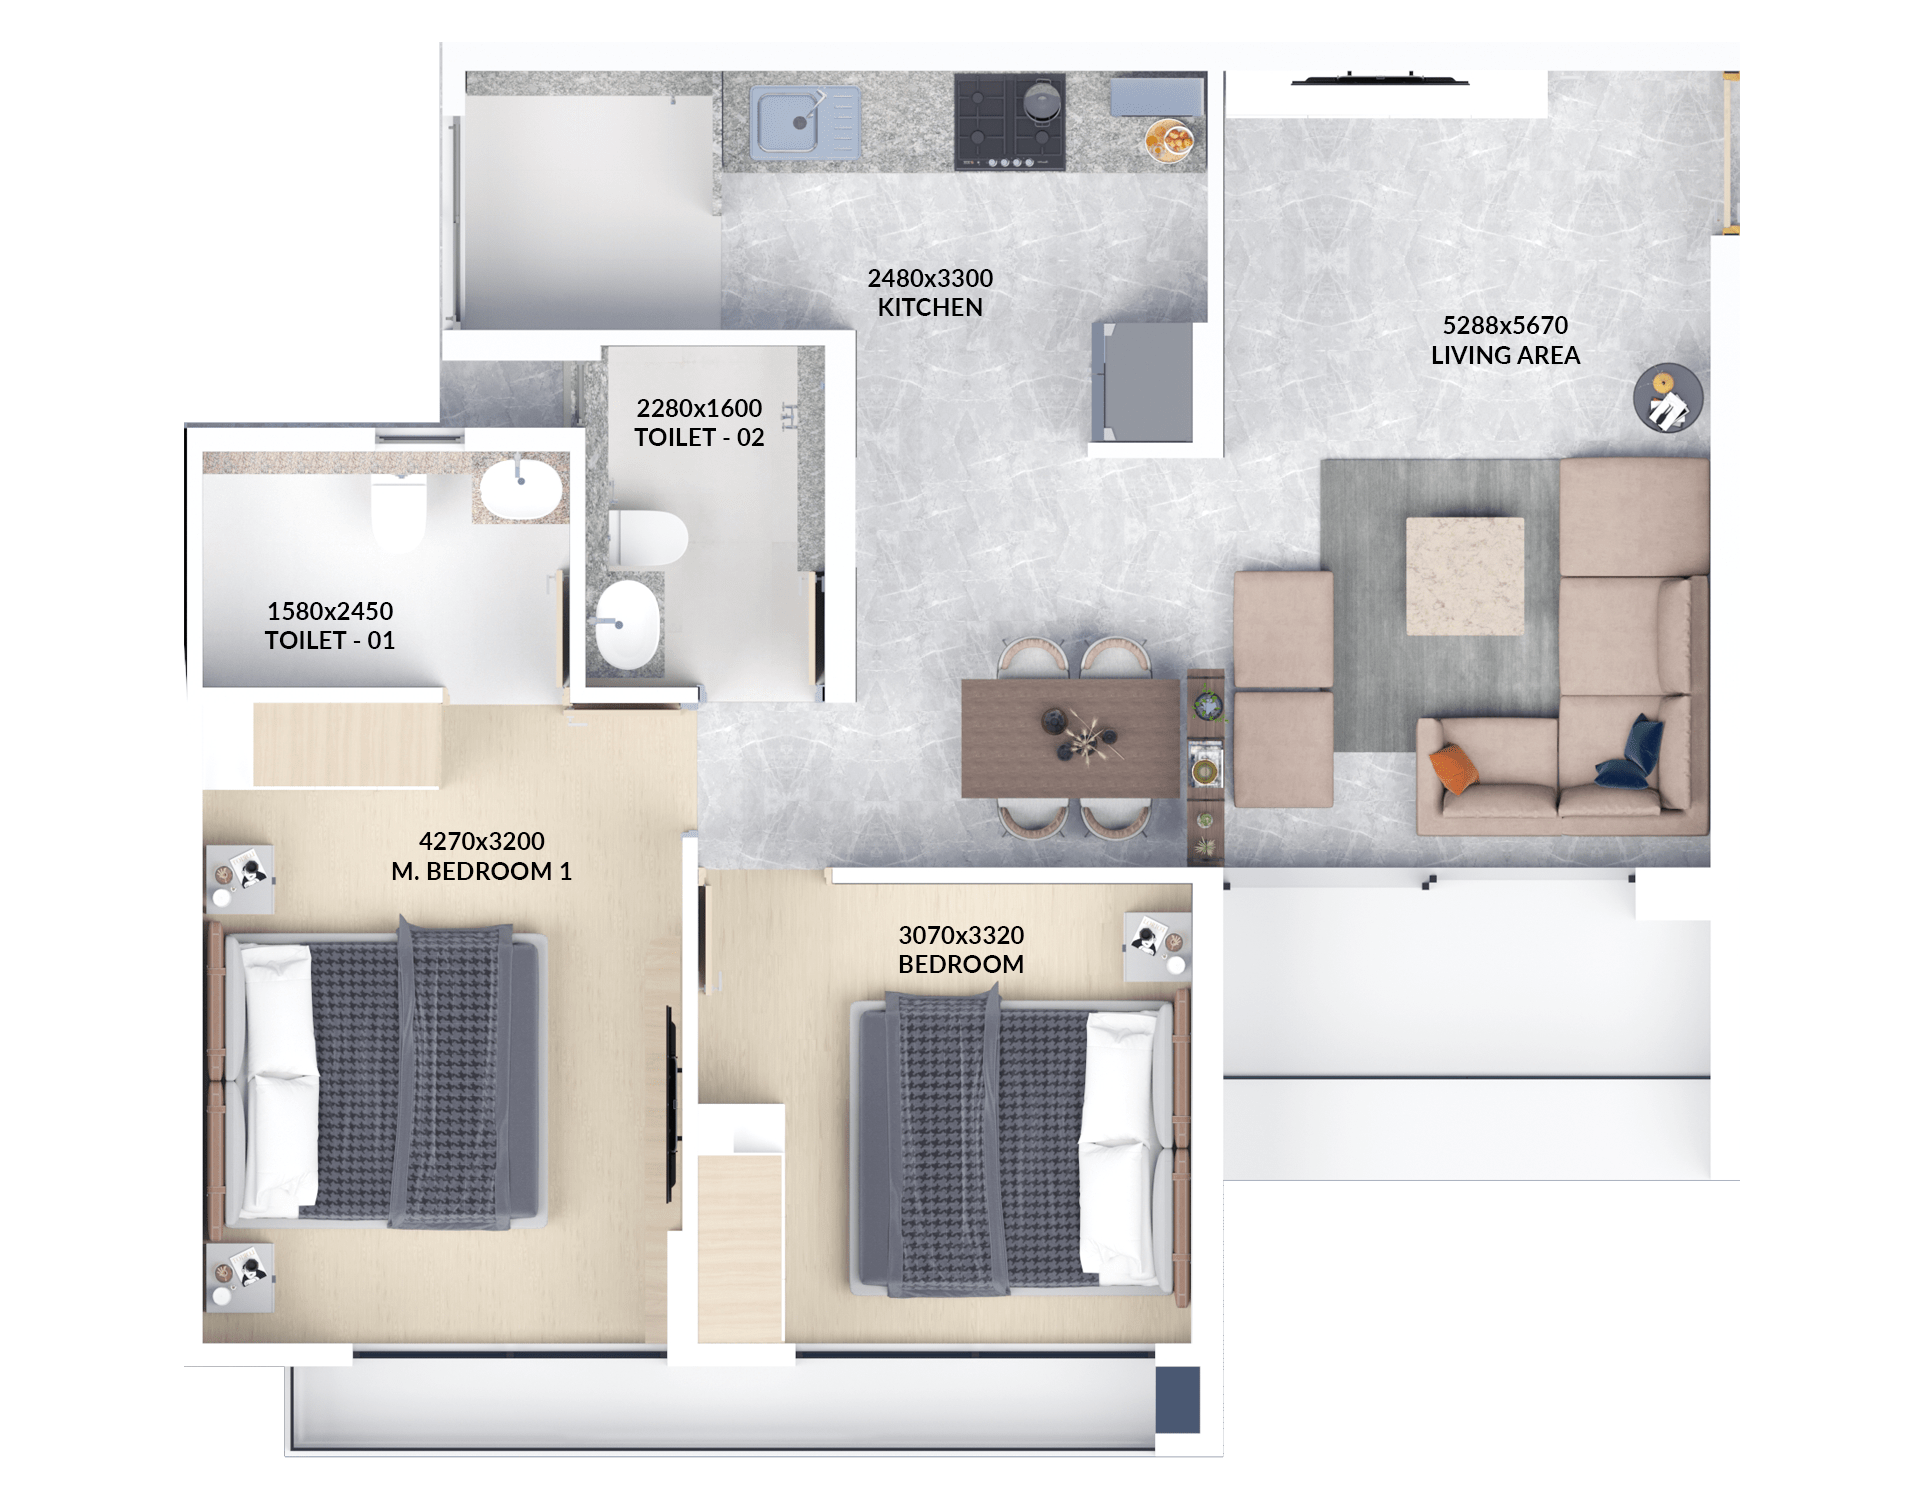 2480x3300
KITCHEN
5288x5670
LIVING AREA
2280x1600
TOILET - 02
1580x2450
TOILET - 01
4270x3200
M. BEDROOM 1
3070x3320
BEDROOM